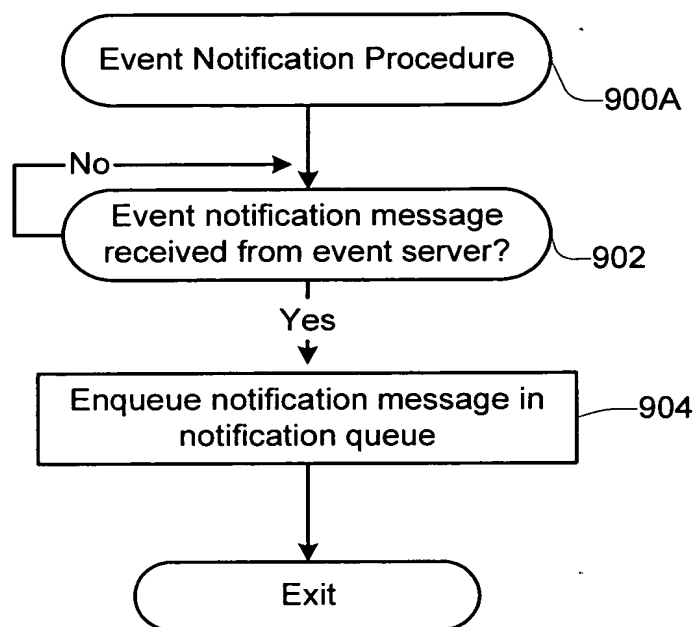 Event Notification Procedure
900A
No
Event notification message
received from event server?
902
Yes
Enqueue notification message in
notification queue
904
Exit